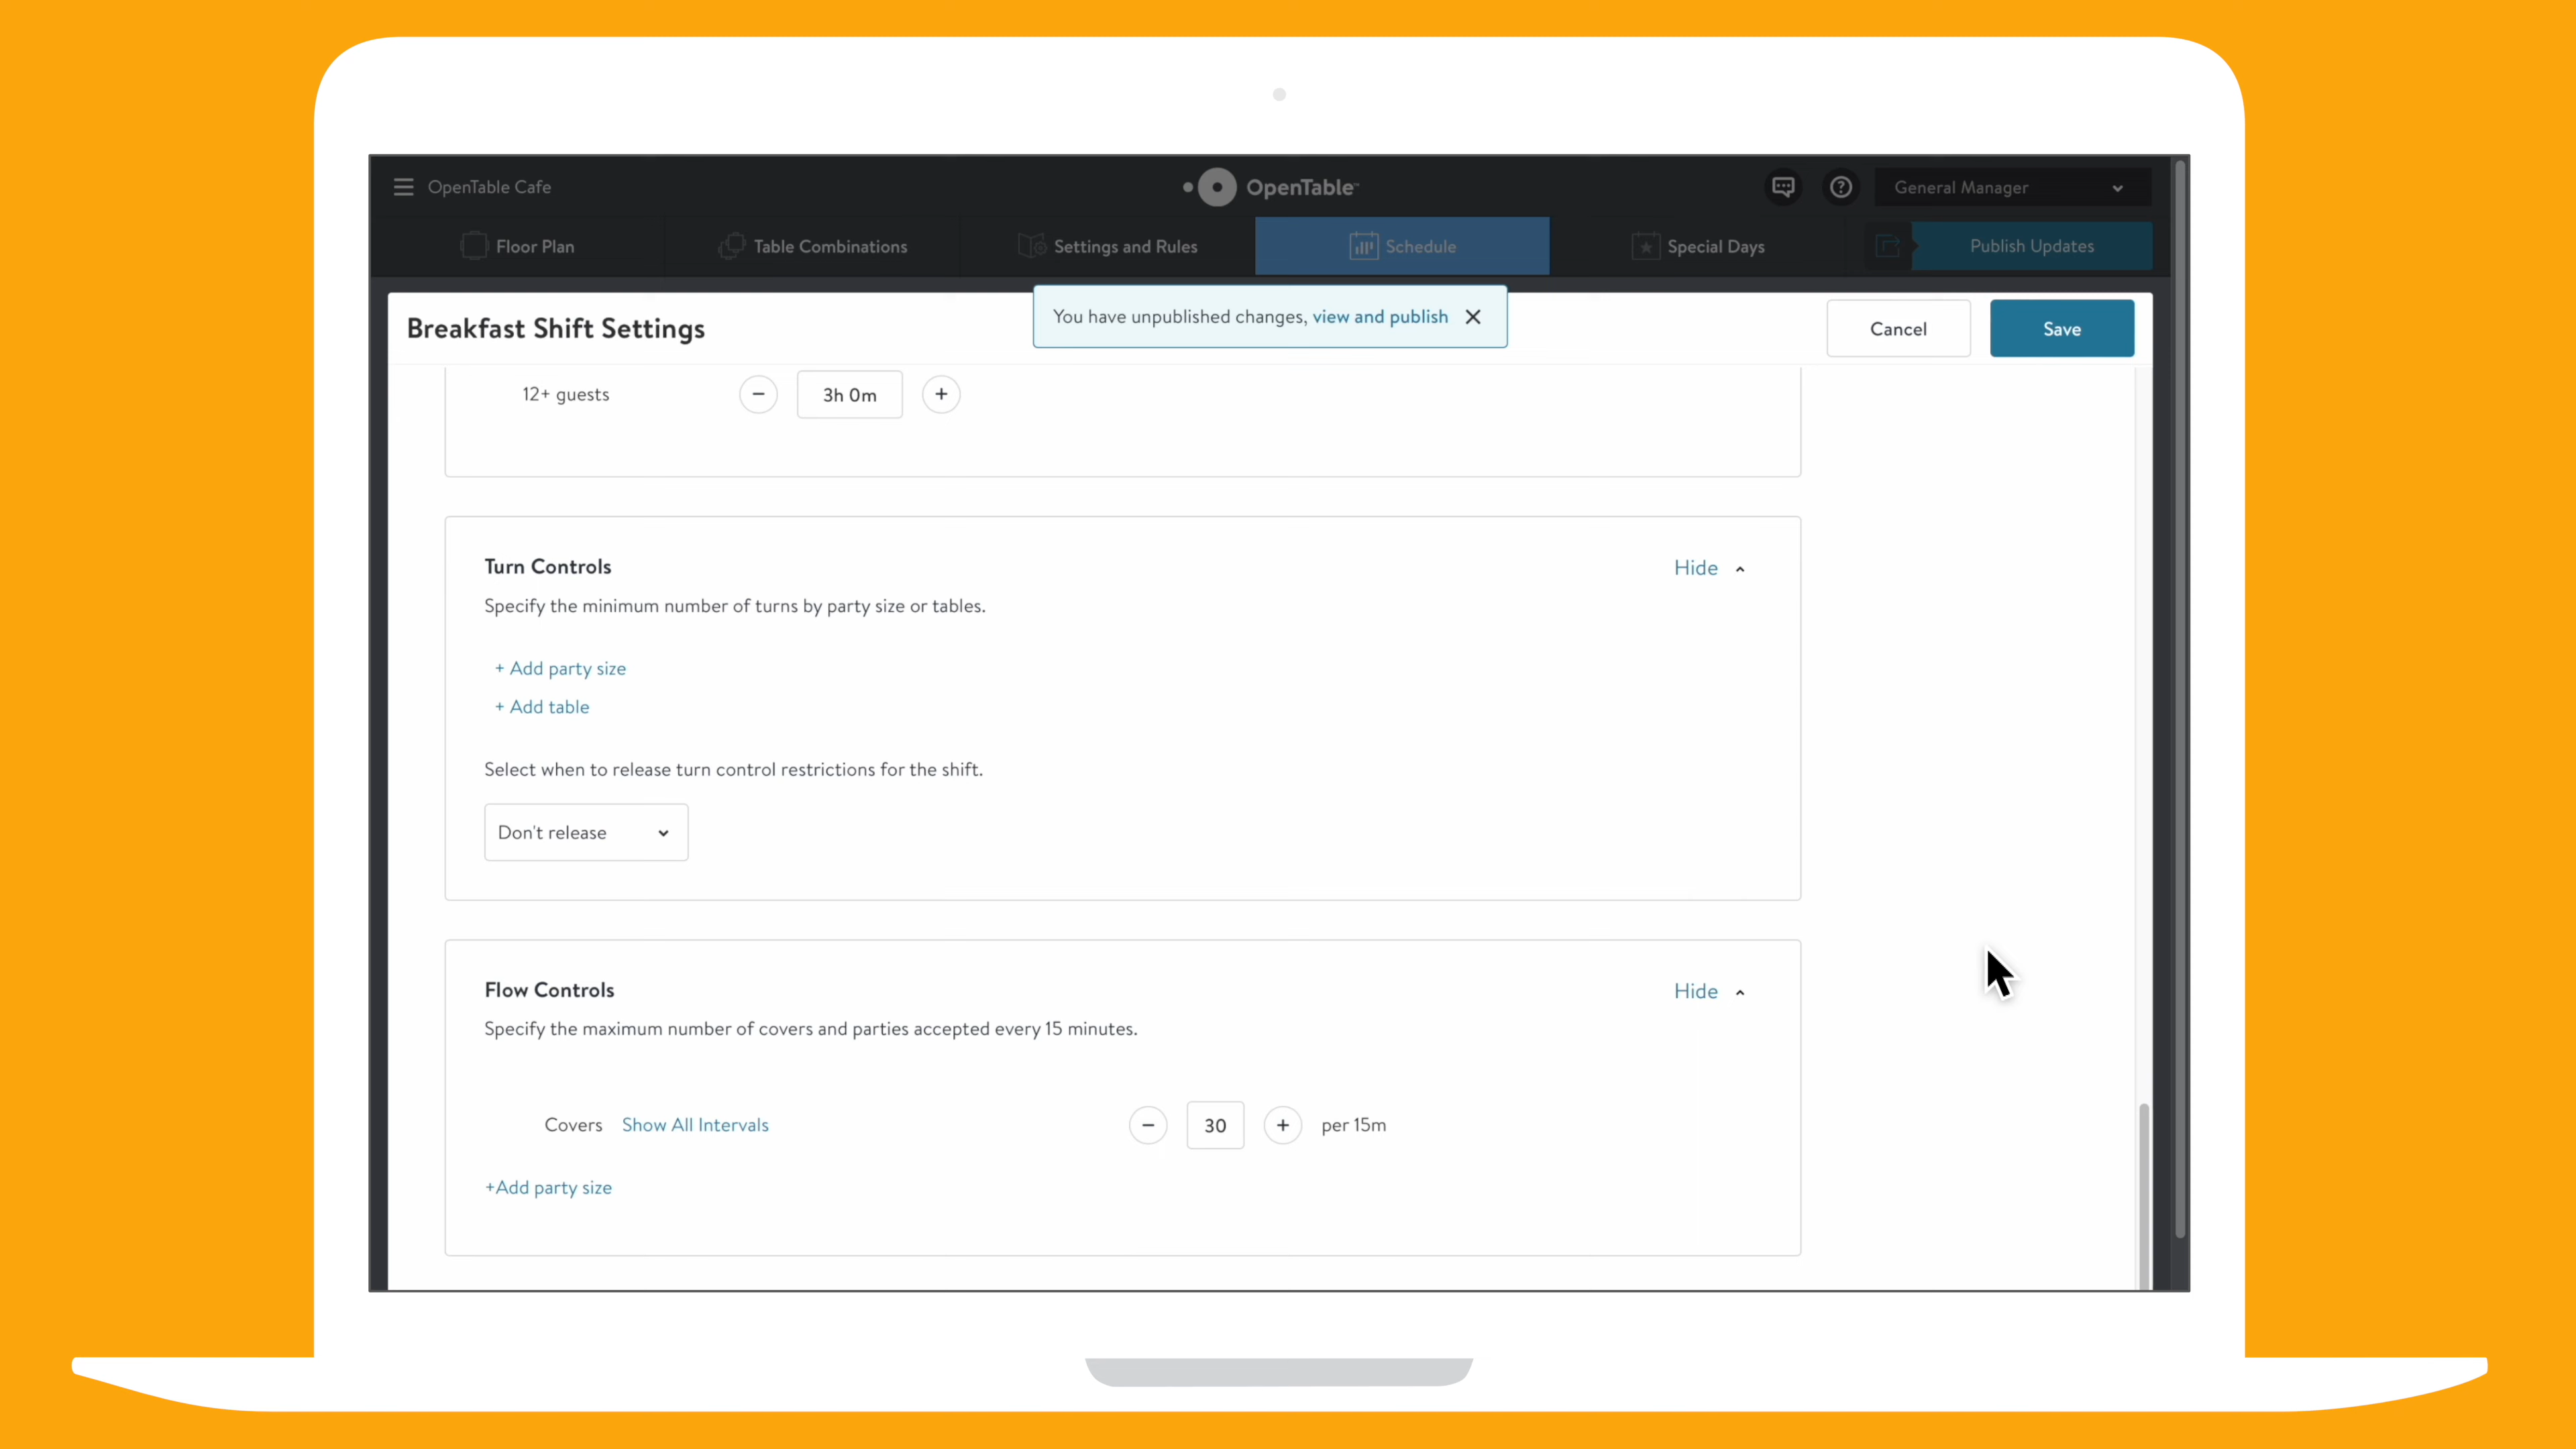 OpenTable Cafe
OpenTable™
General Manager
Floor Plan
Table Combinations
Settings and Rules
Schedule
Special Days
Publish Updates
Breakfast Shift Settings
You have unpublished changes, view and publish
Cancel
Save
12+ guests
3h 0m
Turn Controls
Hide
Specify the minimum number of turns by party size or tables.
+ Add party size
+ Add table
Select when to release turn control restrictions for the shift.
Don't release
Flow Controls
Hide
Specify the maximum number of covers and parties accepted every 15 minutes.
Covers Show All Intervals
30
per 15m
+Add party size